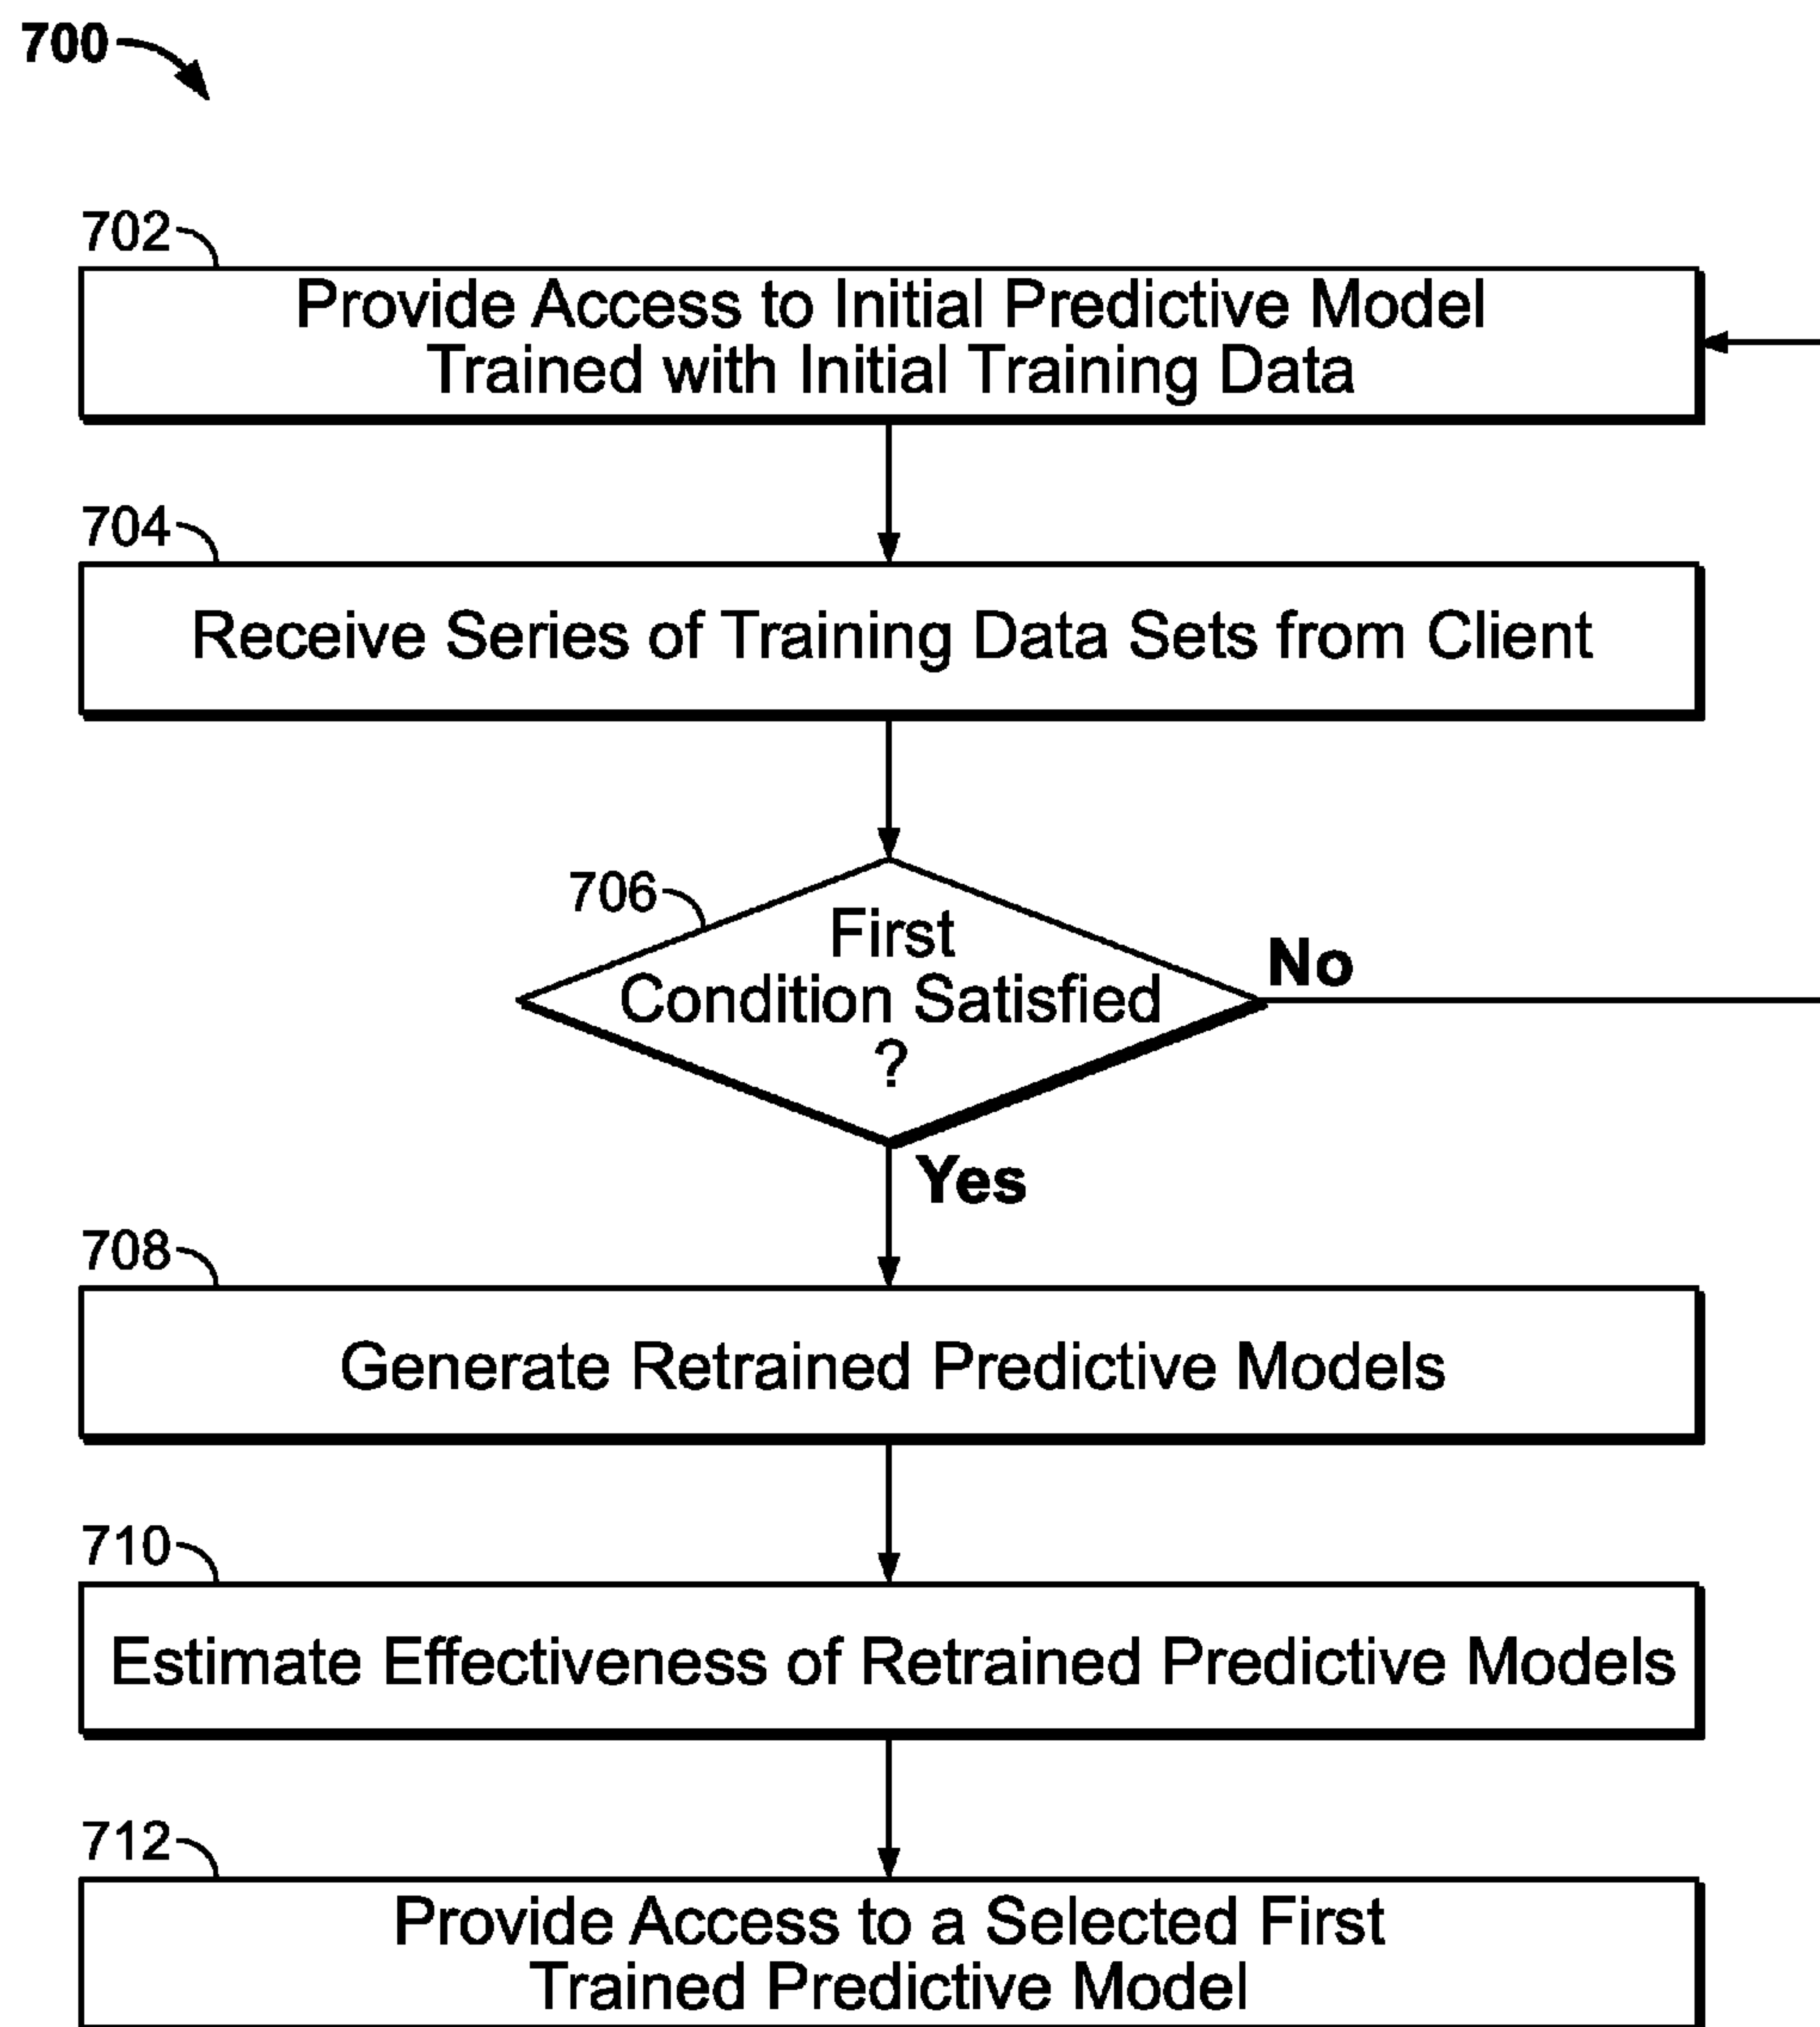 700
702
Provide Access to Initial Predictive Model
Trained with Initial Training Data
704
Receive Series of Training Data Sets from Client
706
First
Condition Satisfied
?
No
Yes
708
Generate Retrained Predictive Models
710
Estimate Effectiveness of Retrained Predictive Models
712
Provide Access to a Selected First
Trained Predictive Model